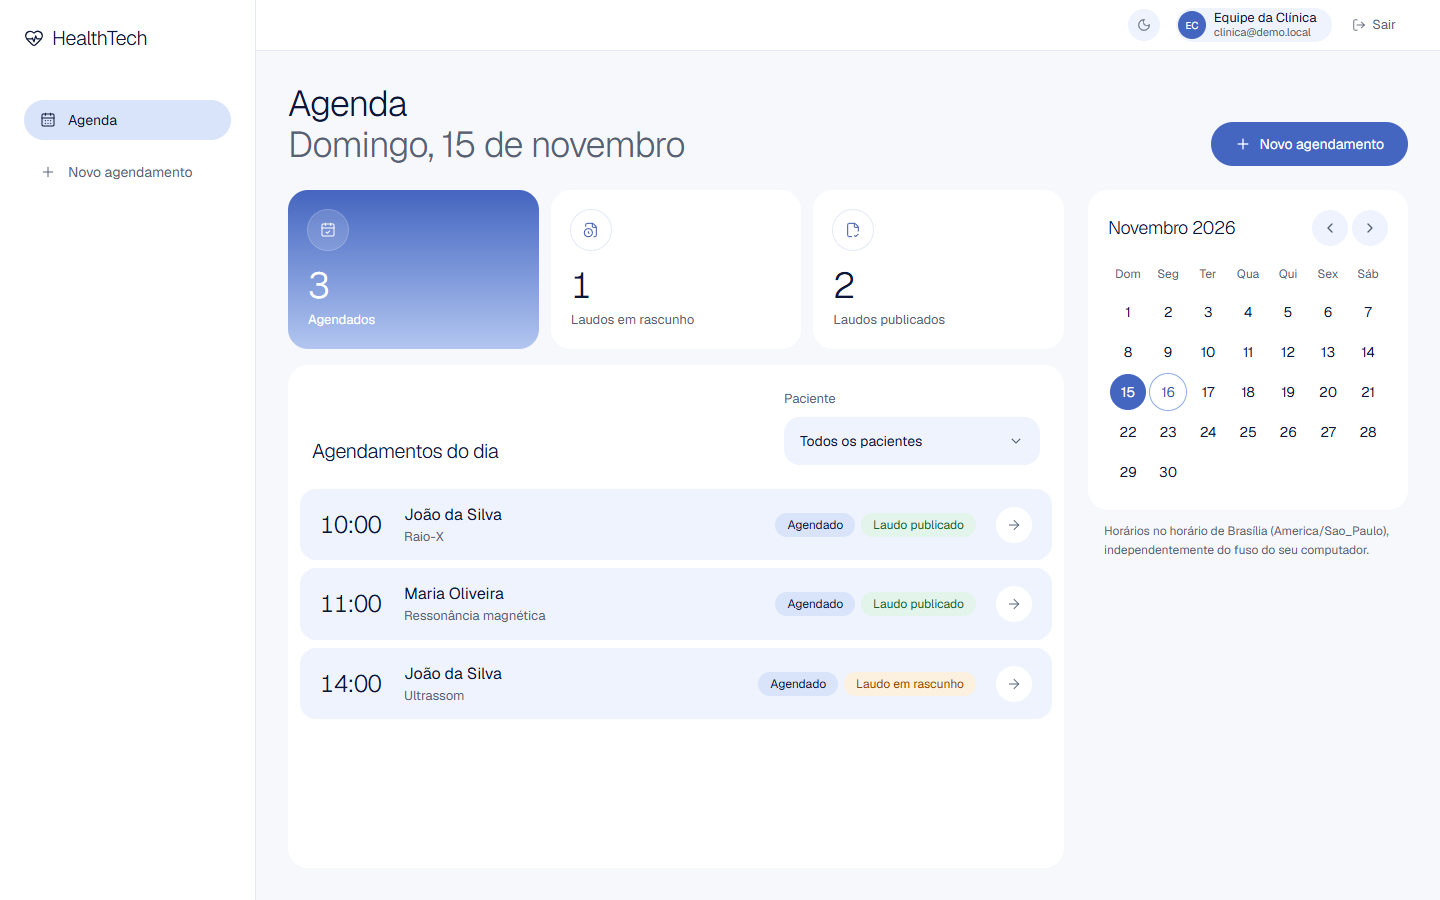 HealthTech
Agenda
Novo agendamento
EC
Equipe da Clínica
clinica@demo.local
Sair
Agenda
Domingo, 15 de novembro
Novo agendamento
3
Agendados
1
Laudos em rascunho
2
Laudos publicados
Agendamentos do dia
Paciente
Todos os pacientes
10:00
João da Silva
Raio-X
Agendado
Laudo publicado
11:00
Maria Oliveira
Ressonância magnética
Agendado
Laudo publicado
14:00
João da Silva
Ultrassom
Agendado
Laudo em rascunho
Novembro 2026
Dom Seg Ter Qua Qui Sex Sáb
1 2 3 4 5 6 7
8 9 10 11 12 13 14
15 16 17 18 19 20 21
22 23 24 25 26 27 28
29 30
Horários no horário de Brasília (America/Sao_Paulo),
independentemente do fuso do seu computador.